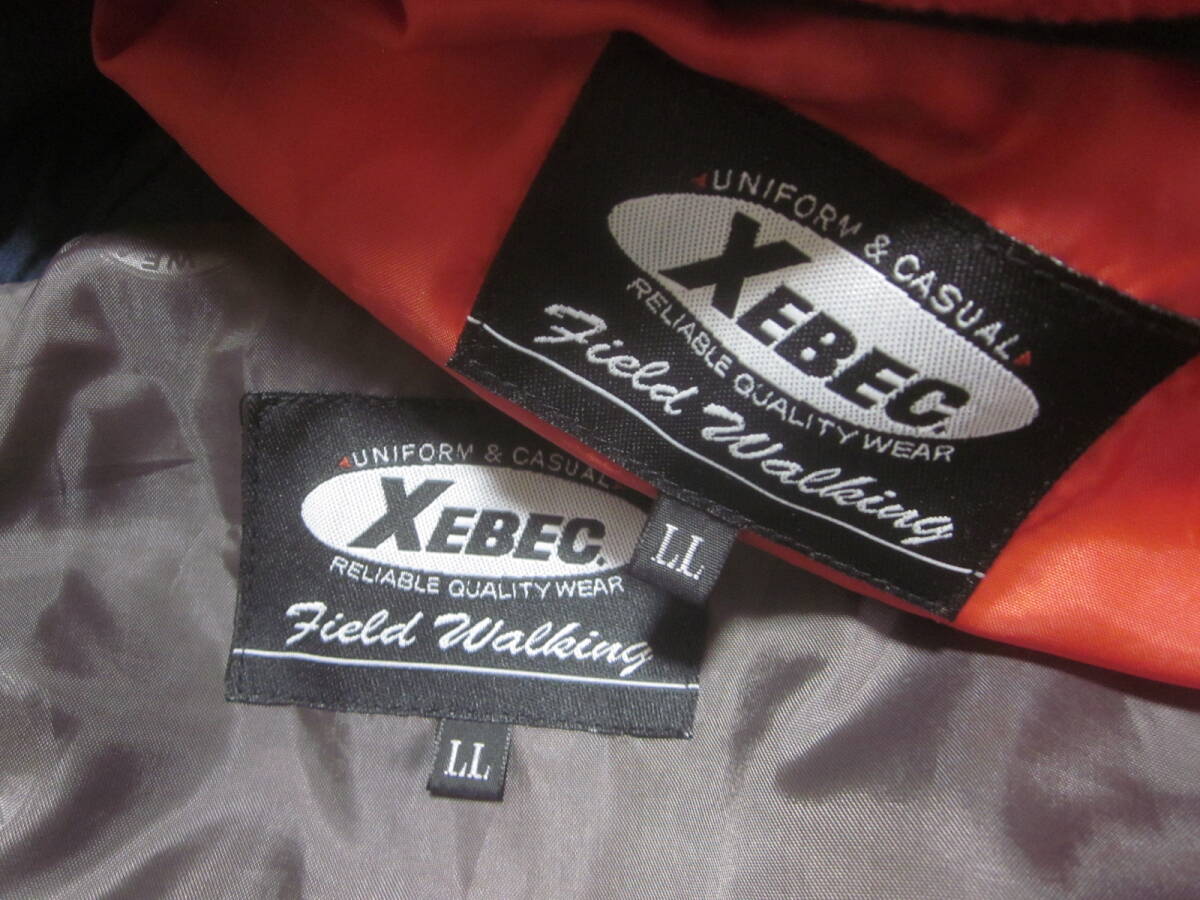 UNIFORM & CASUAL
XEBEC.
RELIABLE QUALITY WEAR
Field Walking
LL
UNIFORM & CASUAL
XEBEC.
RELIABLE QUALITY WEAR
Field Walking
LL